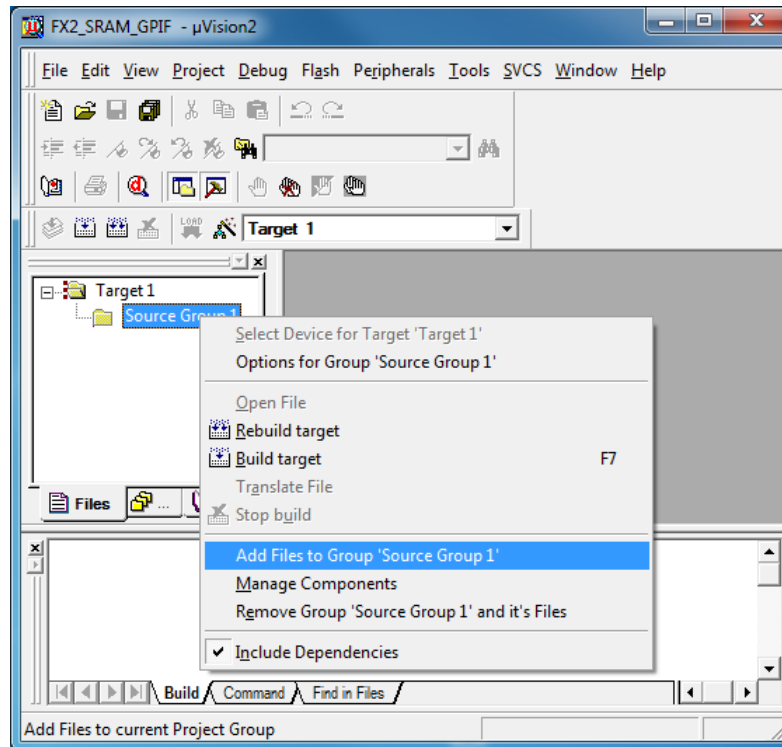 FX2_SRAM_GPIF - µVision2
File Edit View Project Debug Flash Peripherals Tools SVCS Window Help
LOAD Target 1
Target 1
Source Group 1
Select Device for Target 'Target 1'
Options for Group 'Source Group 1'
Open File
Rebuild target
Build target F7
Translate File
Stop build
Add Files to Group 'Source Group 1'
Manage Components
Remove Group 'Source Group 1' and it's Files
Include Dependencies
Files ...
Build Command Find in Files
Add Files to current Project Group